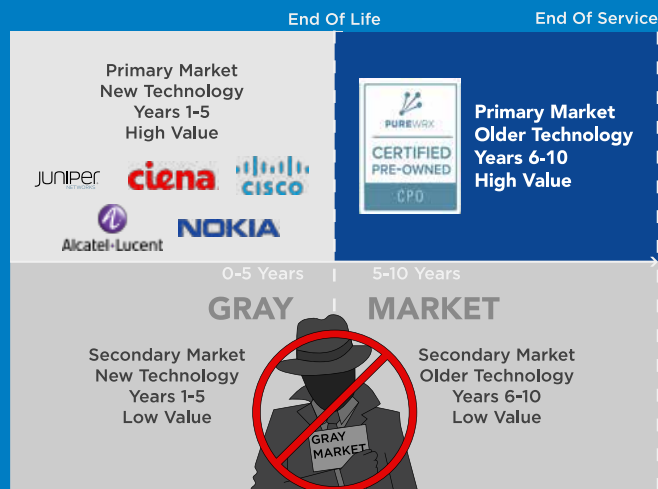 End Of Life
End Of Service
Primary Market
New Technology
Years 1-5
High Value
JUNIPER
NETWORKS
ciena
CISCO
Alcatel·Lucent
NOKIA
PUREWRX
CERTIFIED
PRE-OWNED
CPO
Primary Market
Older Technology
Years 6-10
High Value
0-5 Years
5-10 Years
GRAY MARKET
Secondary Market
New Technology
Years 1-5
Low Value
Secondary Market
Older Technology
Years 6-10
Low Value
GRAY
MARKET